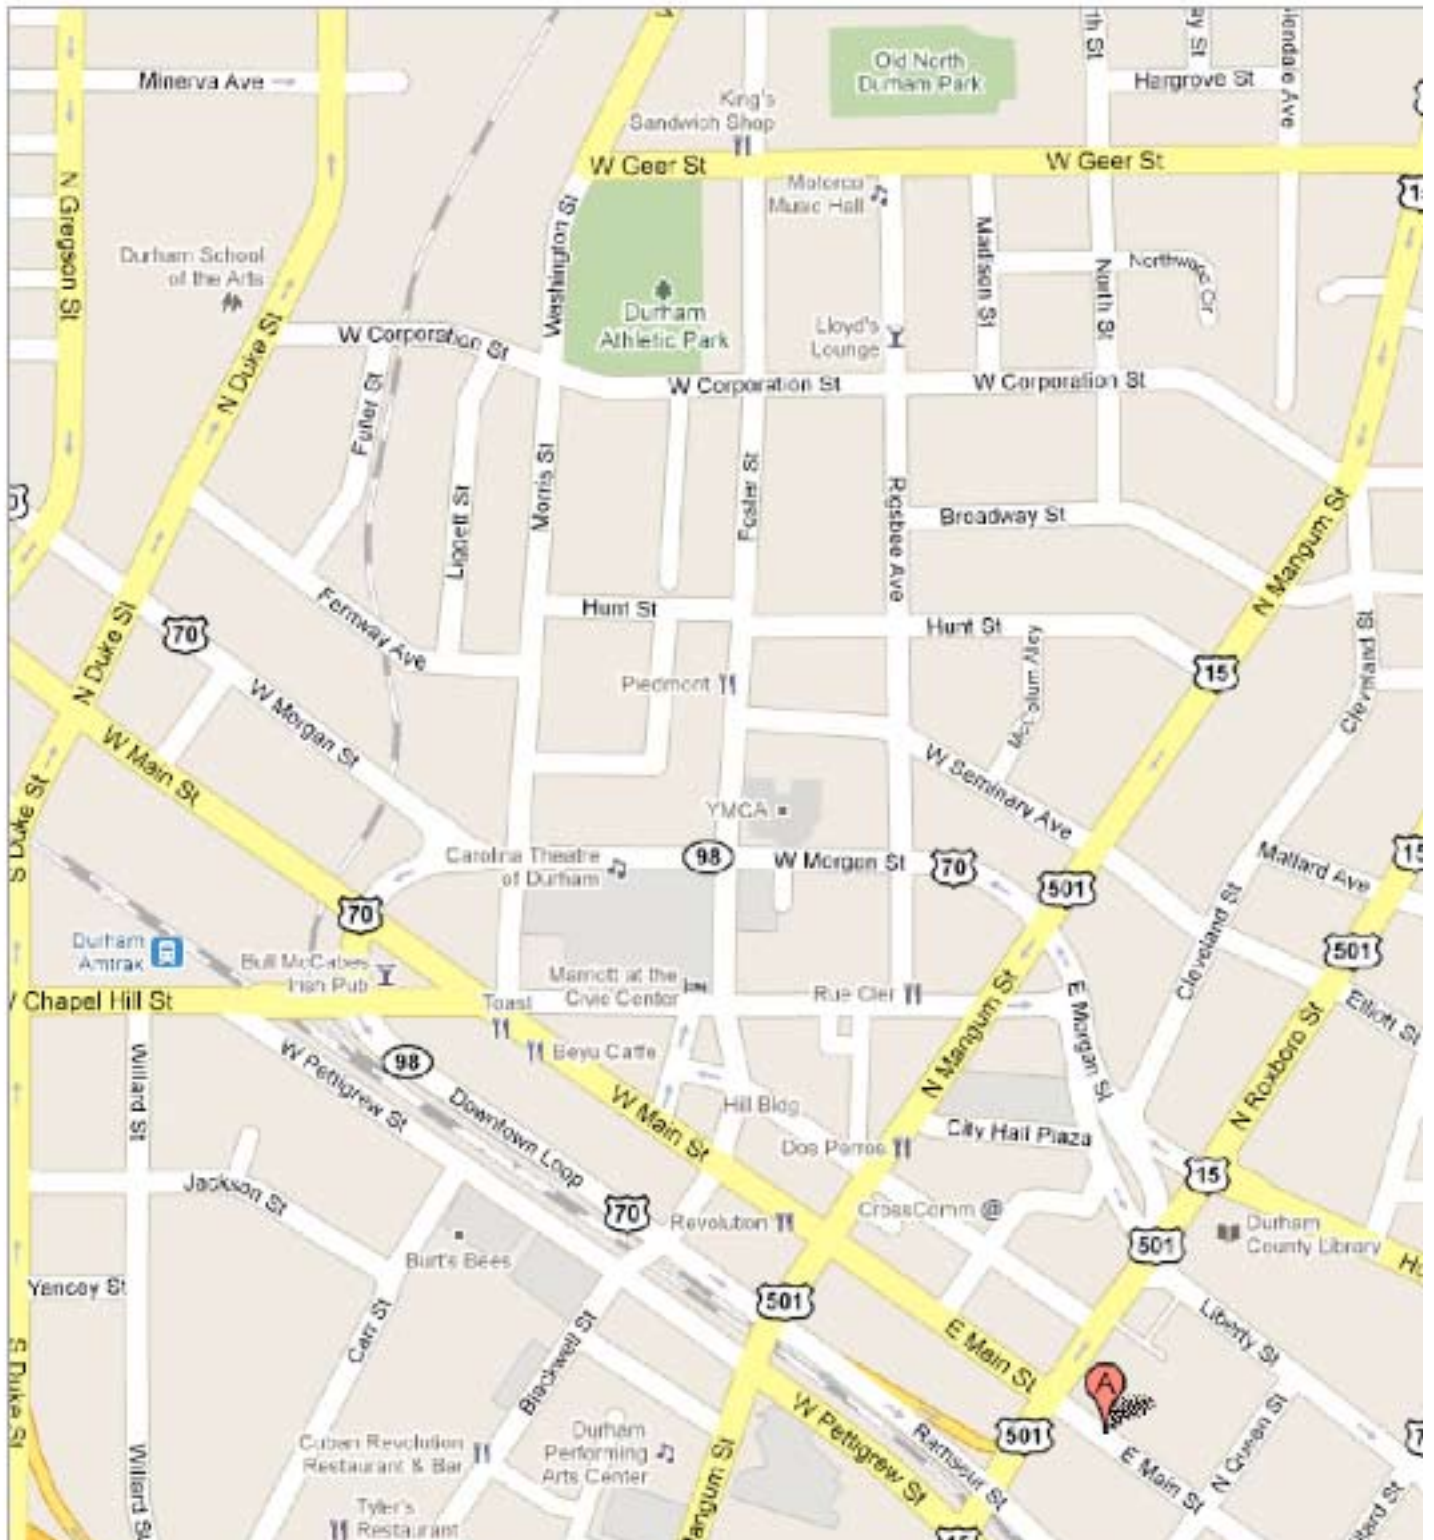 Minerva Ave
Old North
Durham Park
Hargrove St
King's
Sandwich Shop
N Gregson St
W Geer St
W Geer St
Motorco
Music Hall
Durham School
of the Arts
Washington St
Madison St
North St
Northwood Cir
Durham
Athletic Park
Lloyd's
Lounge
N Duke St
W Corporation St
W Corporation St
W Corporation St
Fuller St
Liggett St
Morris St
Foster St
Rigsbee Ave
Broadway St
N Mangum St
Fernway Ave
Hunt St
Hunt St
Cleveland St
70
N Duke St
McCollum Alley
15
Piedmont
W Morgan St
W Main St
W Seminary Ave
YMCA
Carolina Theatre
of Durham
98
W Morgan St
70
501
Mallard Ave
15
S Duke St
70
Durham
Amtrak
Bull McCabes
Irish Pub
Marriott at the
Civic Center
Rue Cler
Cleveland St
501
Elliott St
W Chapel Hill St
Toast
N Mangum St
E Morgan St
N Roxboro St
Willard St
W Pettigrew St
98
Beyu Caffe
Downtown Loop
W Main St
Hill Bldg
City Hall Plaza
Dos Perros
15
Jackson St
70
Revolution
CrossComm @
501
Durham
County Library
Burt's Bees
Yancey St
501
Carr St
Blackwell St
E Main St
Liberty St
S Duke St
A
Willard St
Cuban Revolution
Restaurant & Bar
Durham
Performing
Arts Center
W Pettigrew St
Ramseur St
501
E Main St
N Queen St
Mangum St
Tyler's
Restaurant
15